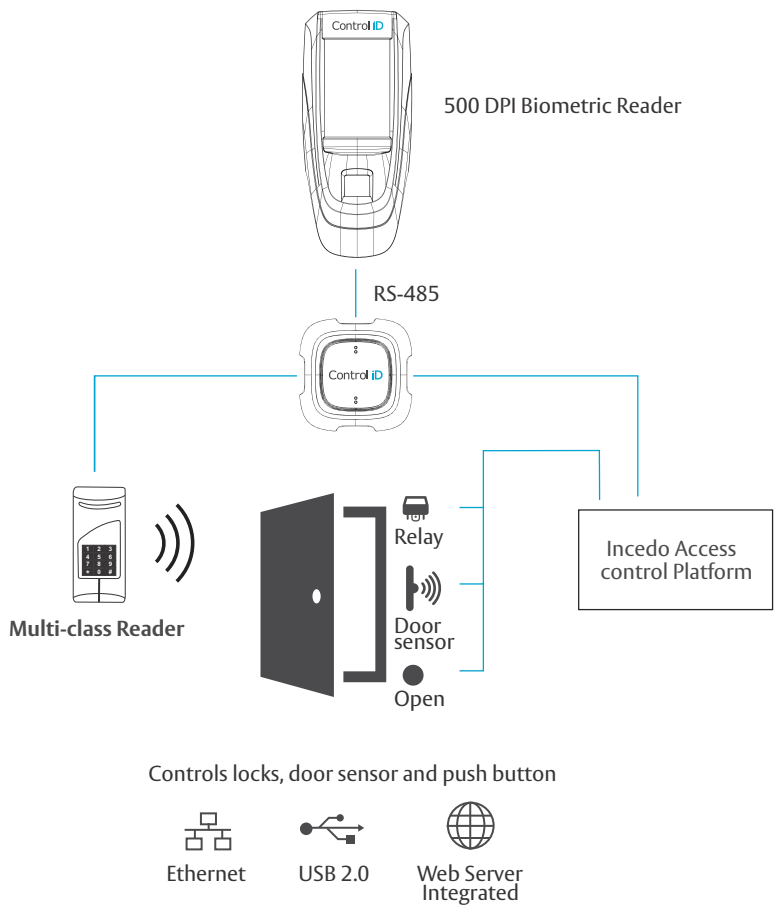 Control iD
500 DPI Biometric Reader
RS-485
Control iD
1 2 3
4 5 6
7 8 9
* 0 #
Multi-class Reader
Relay
Door
sensor
Open
Incedo Access
control Platform
Controls locks, door sensor and push button
Ethernet
USB 2.0
Web Server
Integrated